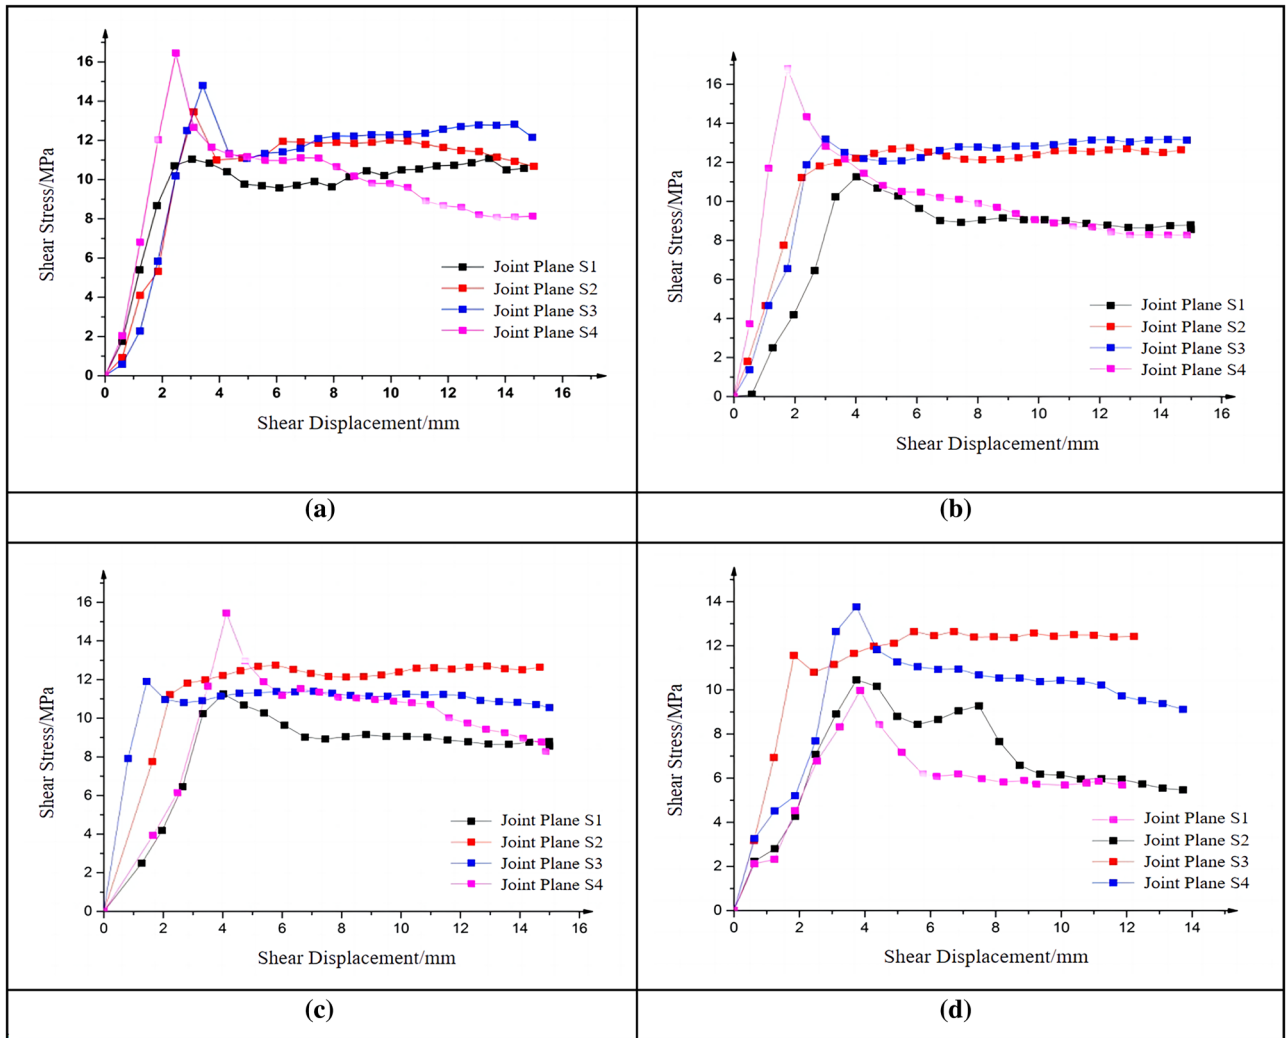 16
14
12
10
8
6
4
2
0
Shear Stress/MPa
0 2 4 6 8 10 12 14 16
Shear Displacement/mm
Joint Plane S1
Joint Plane S2
Joint Plane S3
Joint Plane S4
(a)
16
14
12
10
8
6
4
2
0
Shear Stress/MPa
0 2 4 6 8 10 12 14 16
Shear Displacement/mm
Joint Plane S1
Joint Plane S2
Joint Plane S3
Joint Plane S4
(b)
16
14
12
10
8
6
4
2
0
Shear Stress/MPa
0 2 4 6 8 10 12 14 16
Shear Displacement/mm
Joint Plane S1
Joint Plane S2
Joint Plane S3
Joint Plane S4
(c)
14
12
10
8
6
4
2
0
Shear Stress/MPa
0 2 4 6 8 10 12 14
Shear Displacement/mm
Joint Plane S1
Joint Plane S2
Joint Plane S3
Joint Plane S4
(d)